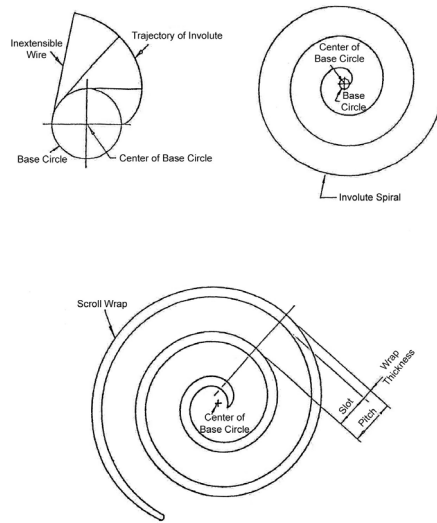 Inextensible
Wire
Trajectory of Involute
Base Circle
Center of Base Circle
Center of
Base Circle
Base
Circle
Involute Spiral
Scroll Wrap
Center of
Base Circle
Wrap
Thickness
Slot
Pitch